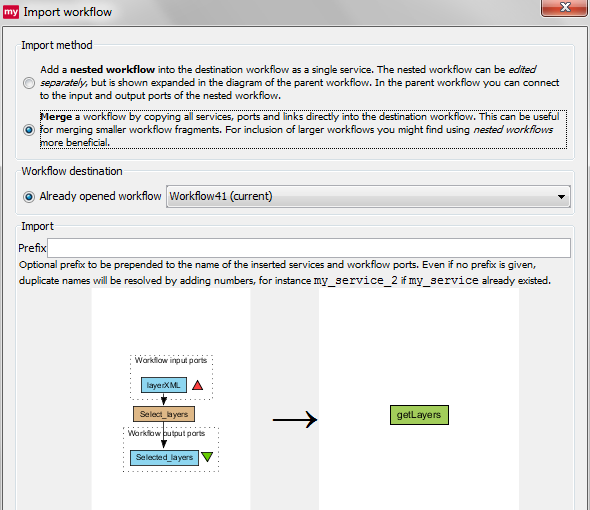 my Import workflow
Import method
Add a nested workflow into the destination workflow as a single service. The nested workflow can be edited
separately, but is shown expanded in the diagram of the parent workflow. In the parent workflow you can connect
to the input and output ports of the nested workflow.
Merge a workflow by copying all services, ports and links directly into the destination workflow. This can be useful
for merging smaller workflow fragments. For inclusion of larger workflows you might find using nested workflows
more beneficial.
Workflow destination
Already opened workflow Workflow41 (current)
Import
Prefix
Optional prefix to be prepended to the name of the inserted services and workflow ports. Even if no prefix is given,
duplicate names will be resolved by adding numbers, for instance my_service_2 if my_service already existed.
Workflow input ports
layerXML
Select_layers
Workflow output ports
Selected_layers
getLayers